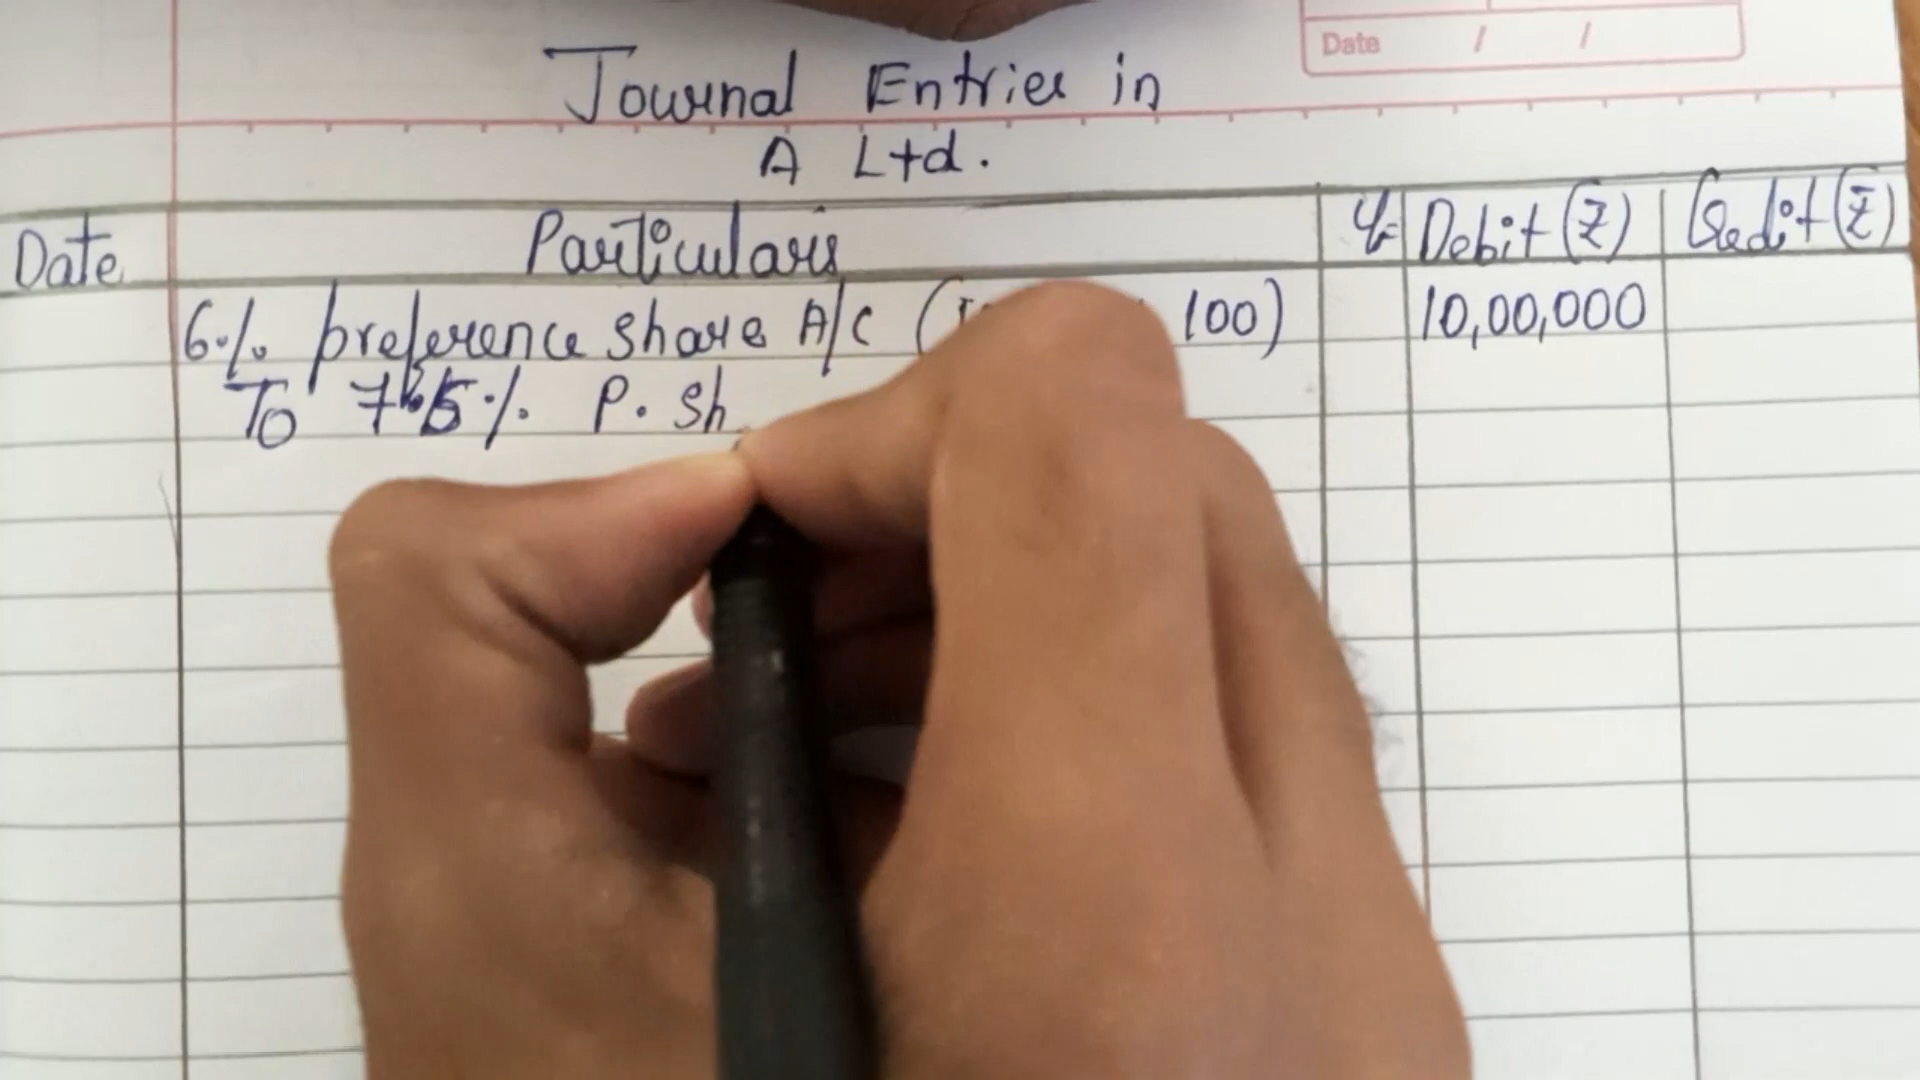 Date / /
Journal Entries in
A Ltd.
Date Particulars Debit (₹) Credit (₹)
6% preference share A/C ( 100) 10,00,000
To 7.5% P. Sh